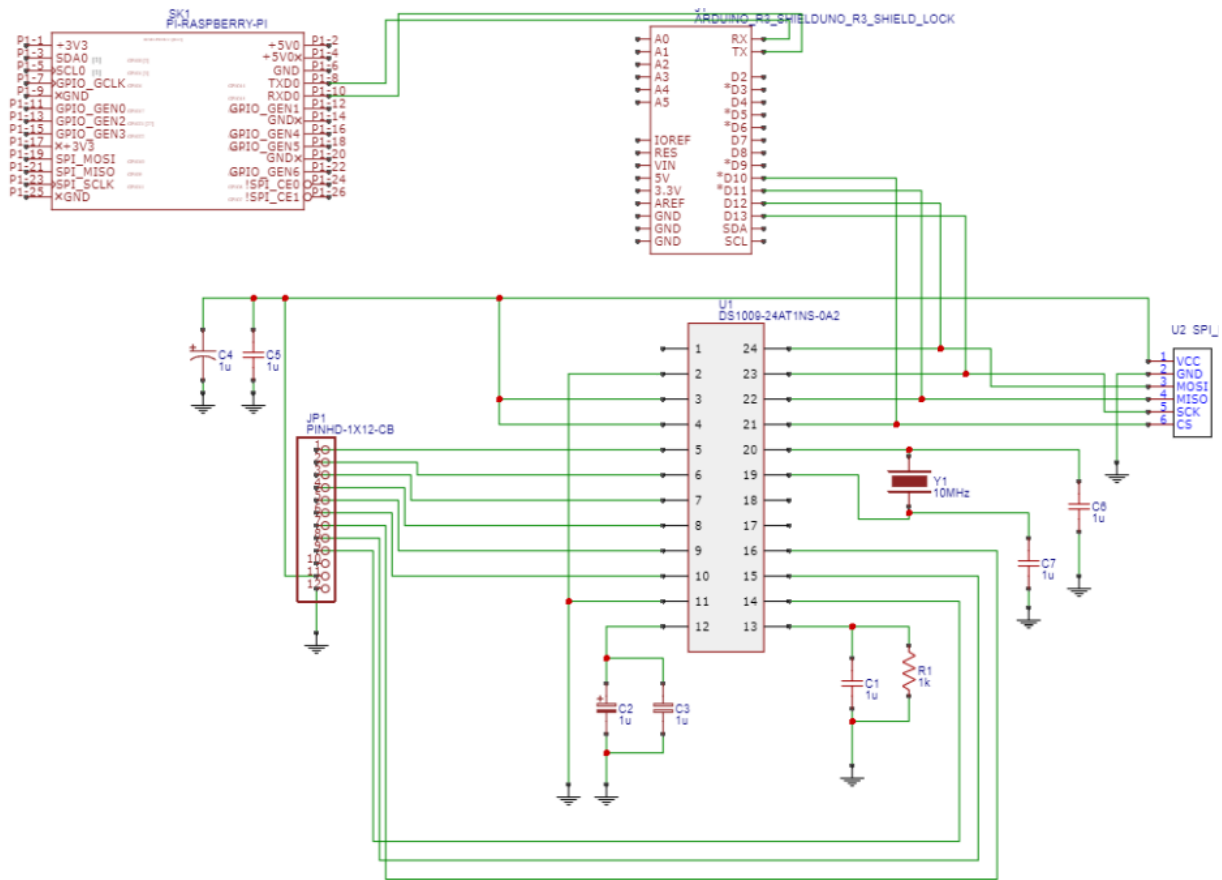 SK1
PI-RASPBERRY-PI
P1-1 +3V3 +5V0 P1-2
P1-3 SDA0 +5V0 P1-4
P1-5 SCL0 GND P1-6
P1-7 GPIO_GCLK TXD0 P1-8
P1-9 GND RXD0 P1-10
P1-11 GPIO_GEN0 GPIO_GEN1 P1-12
P1-13 GPIO_GEN2 GND P1-14
P1-15 GPIO_GEN3 GPIO_GEN4 P1-16
P1-17 +3V3 GPIO_GEN5 P1-18
P1-19 SPI_MOSI GND P1-20
P1-21 SPI_MISO GPIO_GEN6 P1-22
P1-23 SPI_SCLK !SPI_CE0 P1-24
P1-25 GND !SPI_CE1 P1-26
ARDUINO_R3_SHIELDUNO_R3_SHIELD_LOCK
A0 RX
A1 TX
A2
A3 D2
A4 *D3
A5 D4
*D5
*D6
IOREF D7
RES D8
VIN *D9
5V *D10
3.3V *D11
AREF D12
GND D13
GND SDA
GND SCL
C4
1u
C5
1u
JP1
PINHD-1X12-CB
1
2
3
4
5
6
7
8
9
10
11
12
U1
DS1009-24AT1NS-0A2
1 24
2 23
3 22
4 21
5 20
6 19
7 18
8 17
9 16
10 15
11 14
12 13
U2 SPI_
1 VCC
2 GND
3 MOSI
4 MISO
5 SCK
6 CS
Y1
10MHz
C6
1u
C7
1u
C2
1u
C3
1u
C1
1u
R1
1k